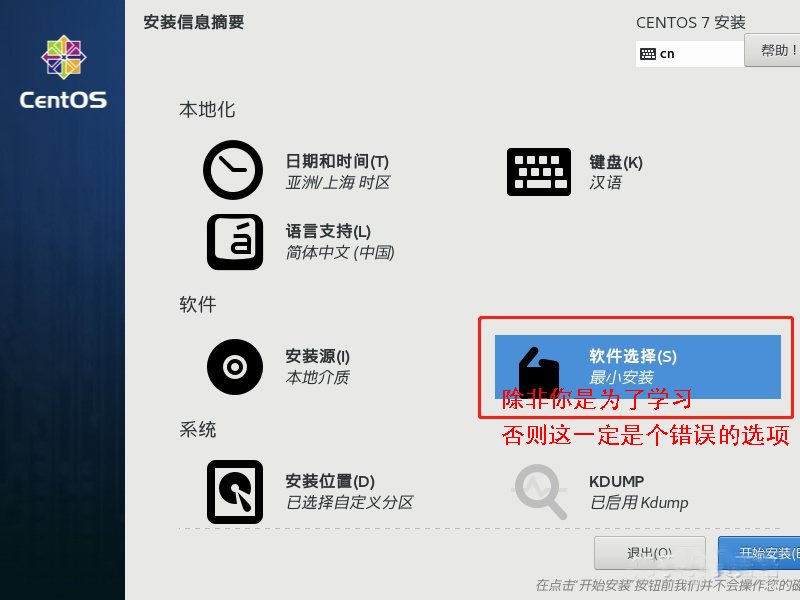 安装信息摘要
CENTOS 7 安装
cn
帮助！
CentOS
本地化
日期和时间(T)
亚洲/上海 时区
键盘(K)
汉语
语言支持(L)
简体中文 (中国)
软件
安装源(I)
本地介质
软件选择(S)
最小安装
除非你是为了学习
否则这一定是个错误的选项
系统
安装位置(D)
已选择自定义分区
KDUMP
已启用 Kdump
退出(Q)
开始安装(B
在点击"开始安装"按钮前我们并不会操作您的磁